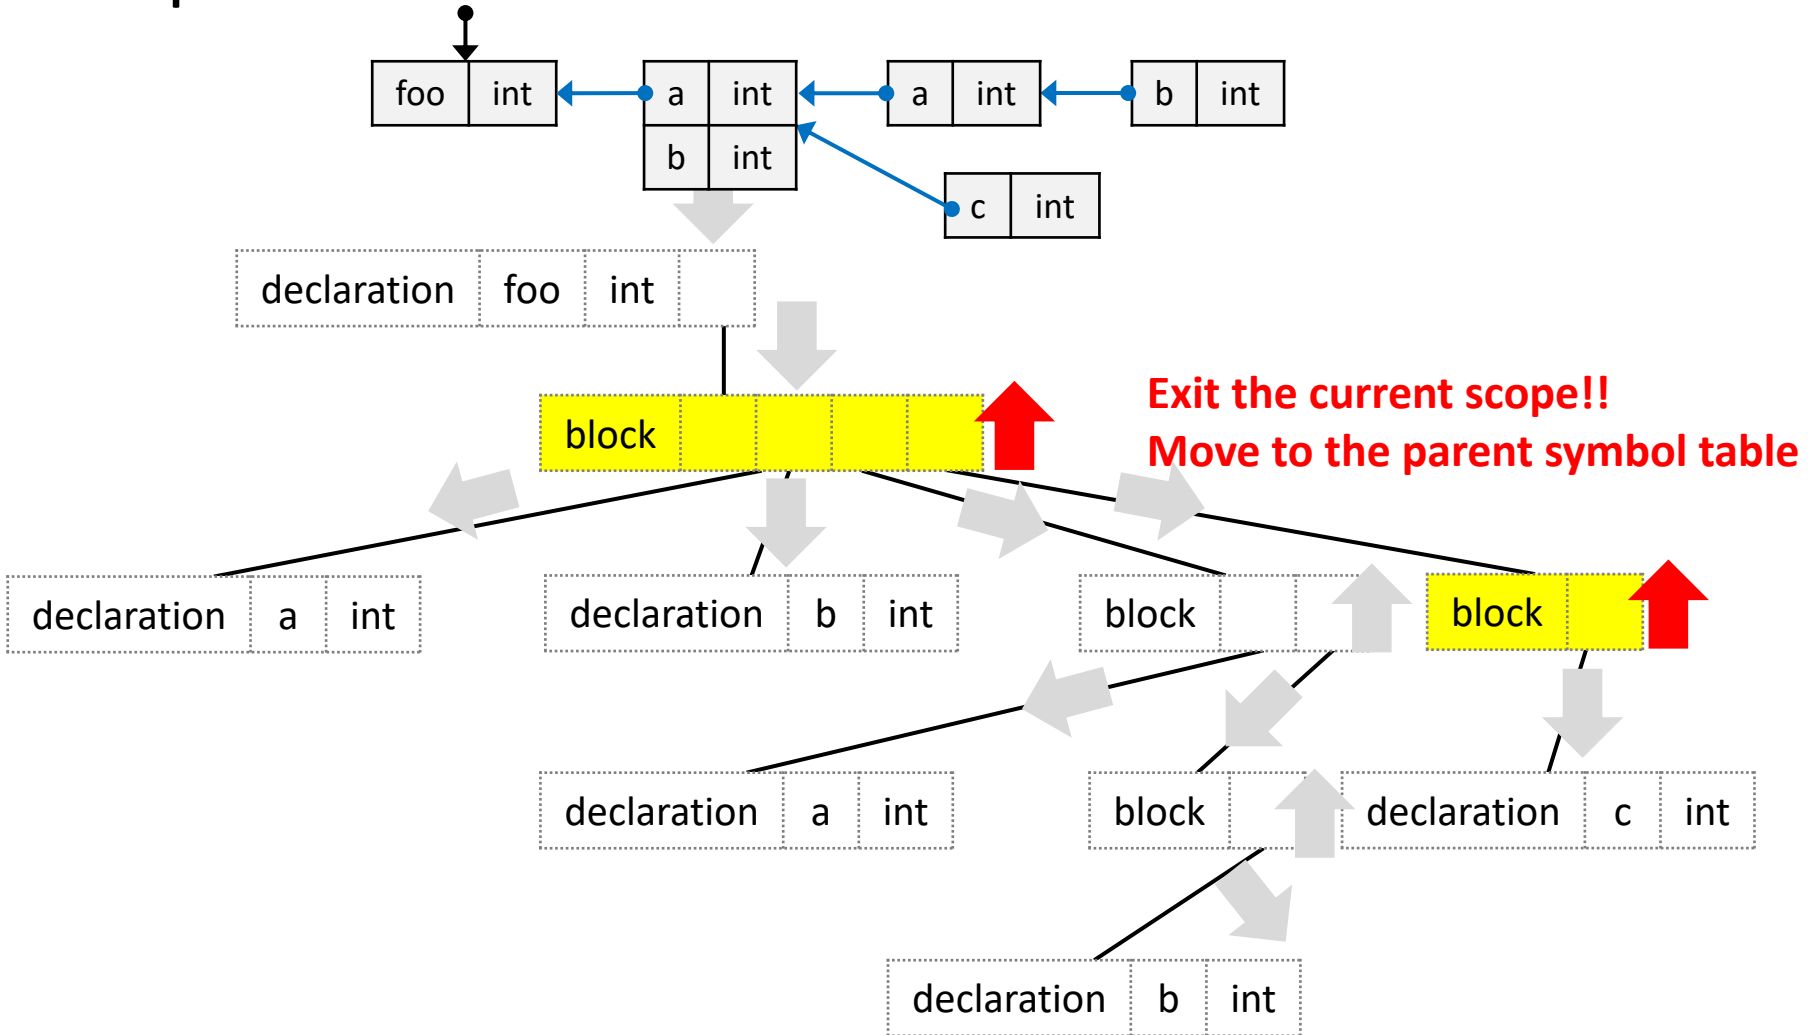 foo int a int a int b int
b int
c int
declaration foo int
Exit the current scope!!
block
Move to the parent symbol table
declaration a int declaration b int block block
declaration a int block declaration c int
declaration b int